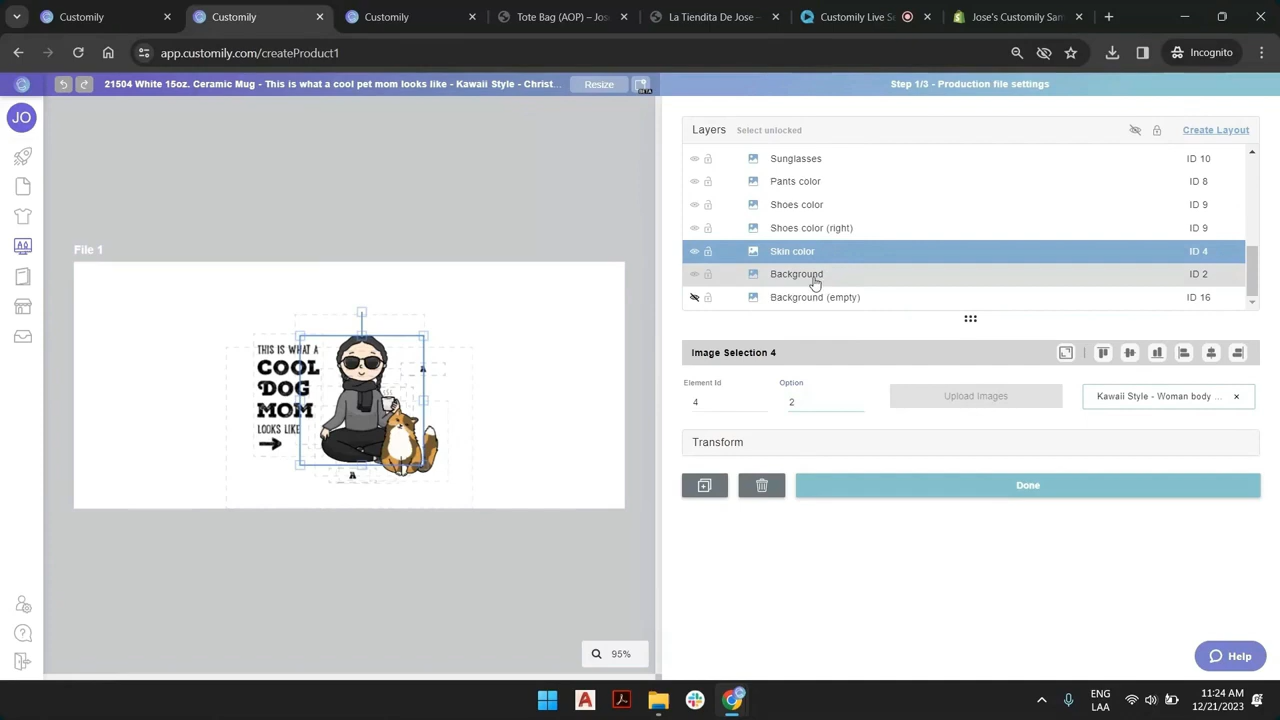 Customily
Customily
Customily
Tote Bag (AOP) – Jos
La Tiendita De Jose –
Customily Live S
Jose's Customily Sam
app.customily.com/createProduct1
Incognito
21504 White 15oz. Ceramic Mug - This is what a cool pet mom looks like - Kawaii Style - Christ...
Resize
BETA
Step 1/3 - Production file settings
JO
Layers
Select unlocked
Create Layout
Sunglasses
ID 10
Pants color
ID 8
Shoes color
ID 9
Shoes color (right)
ID 9
Skin color
ID 4
Background
ID 2
Background (empty)
ID 16
File 1
THIS IS WHAT A
COOL
DOG
MOM
LOOKS LIKE
A
A
Image Selection 4
Element Id
Option
4
2
Upload Images
Kawaii Style - Woman body ...
Transform
Done
95%
Help
ENG
LAA
11:24 AM
12/21/2023